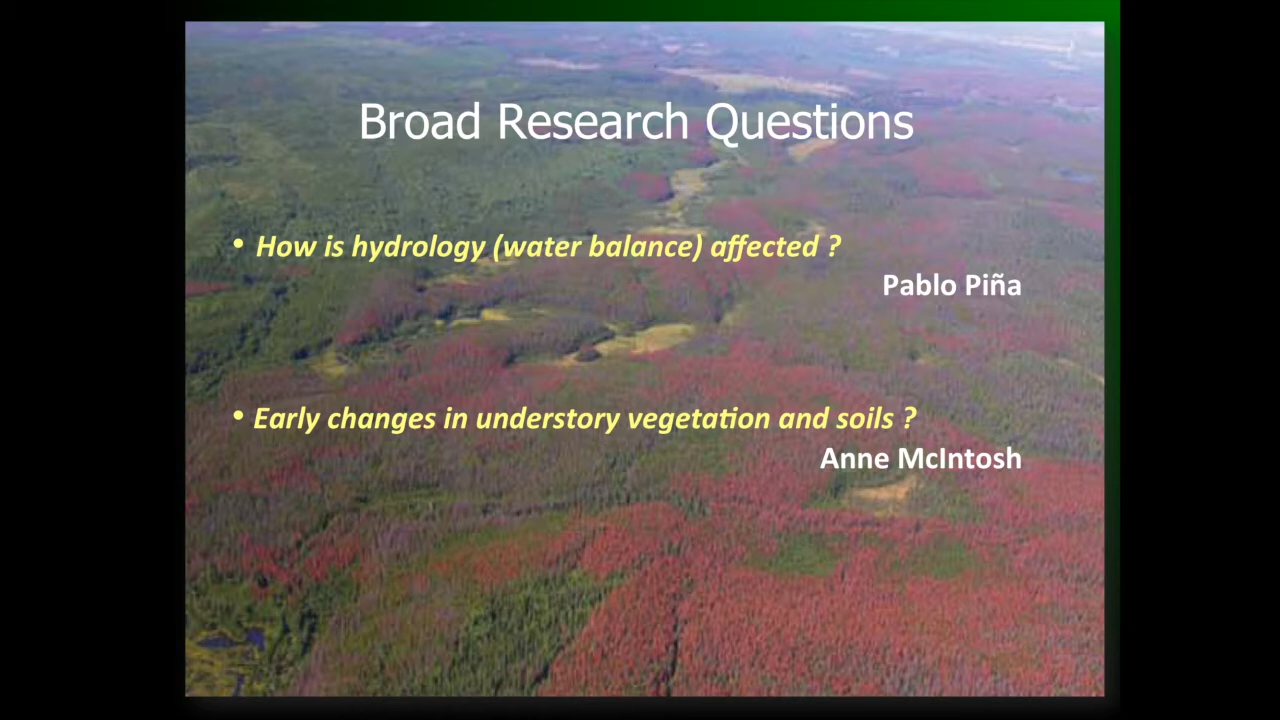 Broad Research Questions
• How is hydrology (water balance) affected ?
Pablo Piña
• Early changes in understory vegetation and soils ?
Anne McIntosh